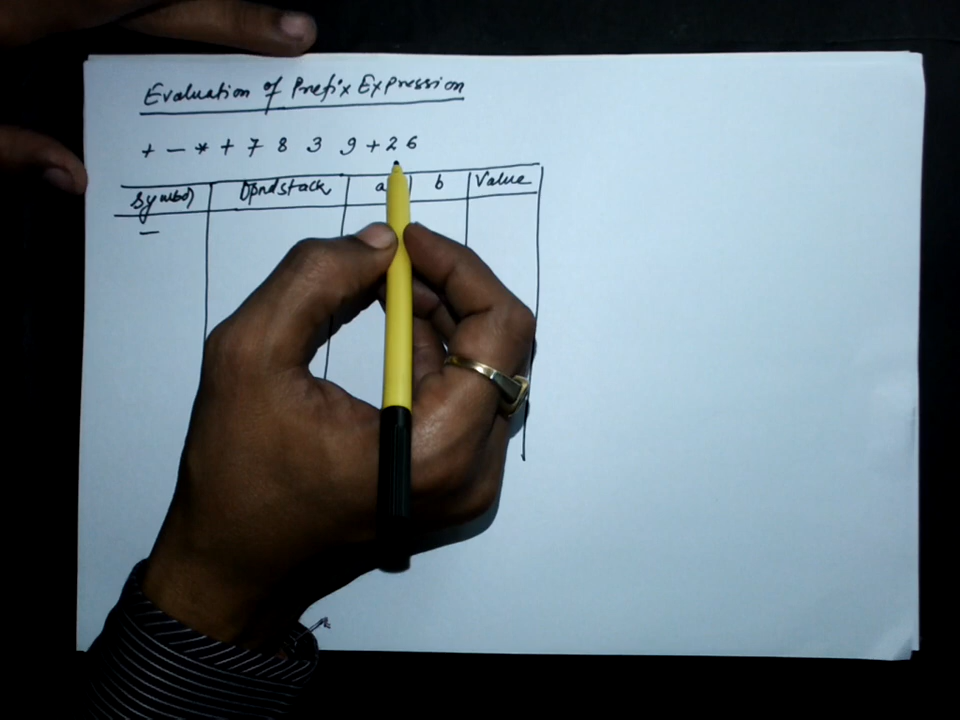 Evaluation of Prefix Expression
+ - * + 7 8 3 9 + 2 6
Symbol Opndstack a b Value
-